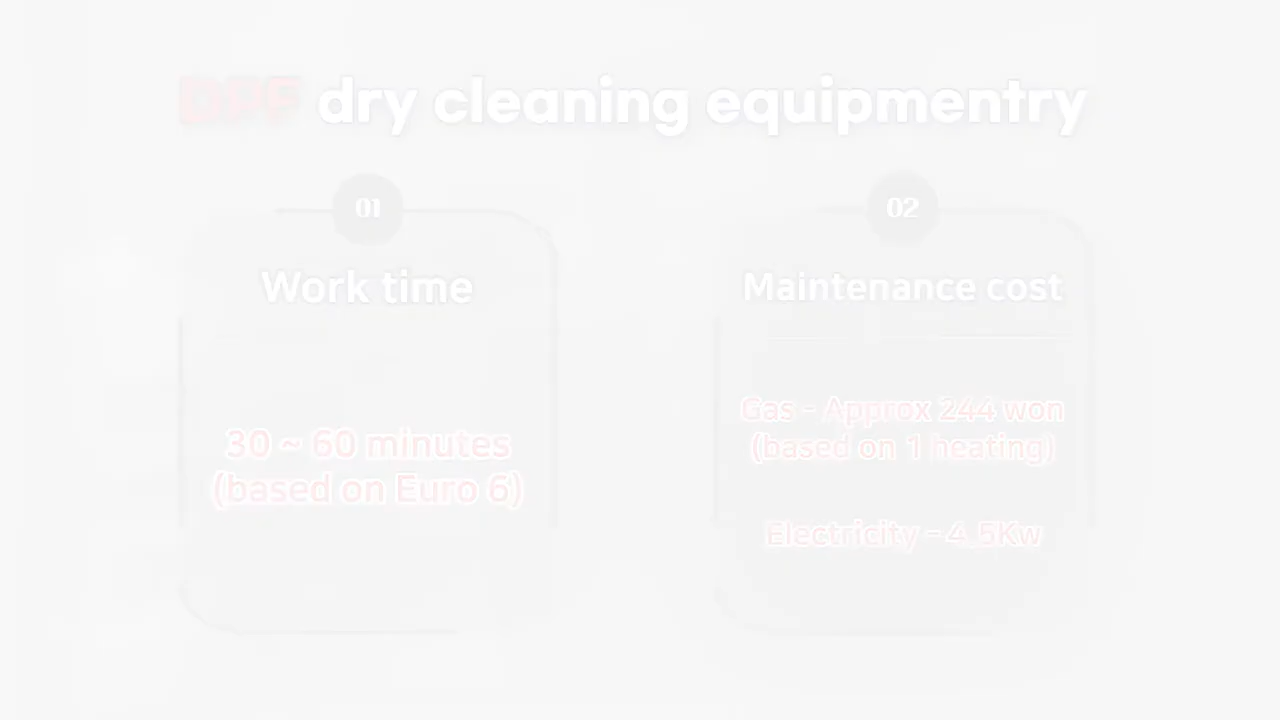 DPF dry cleaning equipmentry
01
Work time
30 ~ 60 minutes
(based on Euro 6)
02
Maintenance cost
Gas - Approx 244 won
(based on 1 heating)
Electricity - 4.5Kw